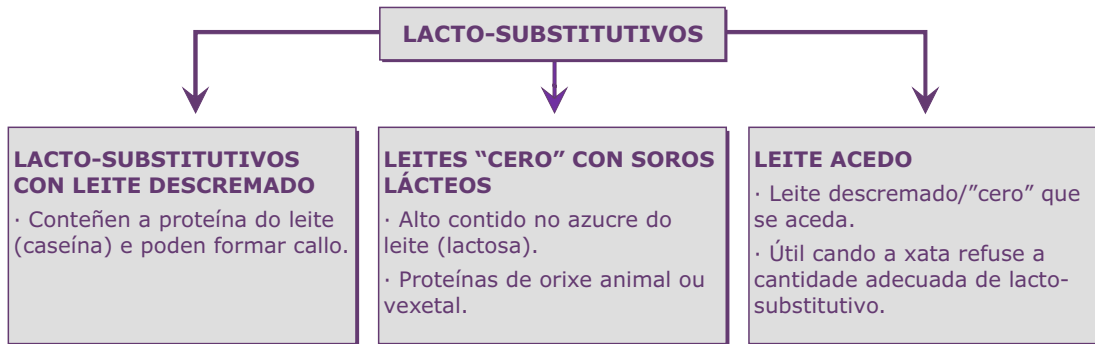 LACTO-SUBSTITUTIVOS
LACTO-SUBSTITUTIVOS
CON LEITE DESCREMADO
· Conteñen a proteína do leite
(caseína) e poden formar callo.
LEITES “CERO” CON SOROS
LÁCTEOS
· Alto contido no azucre do
leite (lactosa).
· Proteínas de orixe animal ou
vexetal.
LEITE ACEDO
· Leite descremado/”cero” que
se aceda.
· Útil cando a xata refuse a
cantidade adecuada de lacto-
substitutivo.